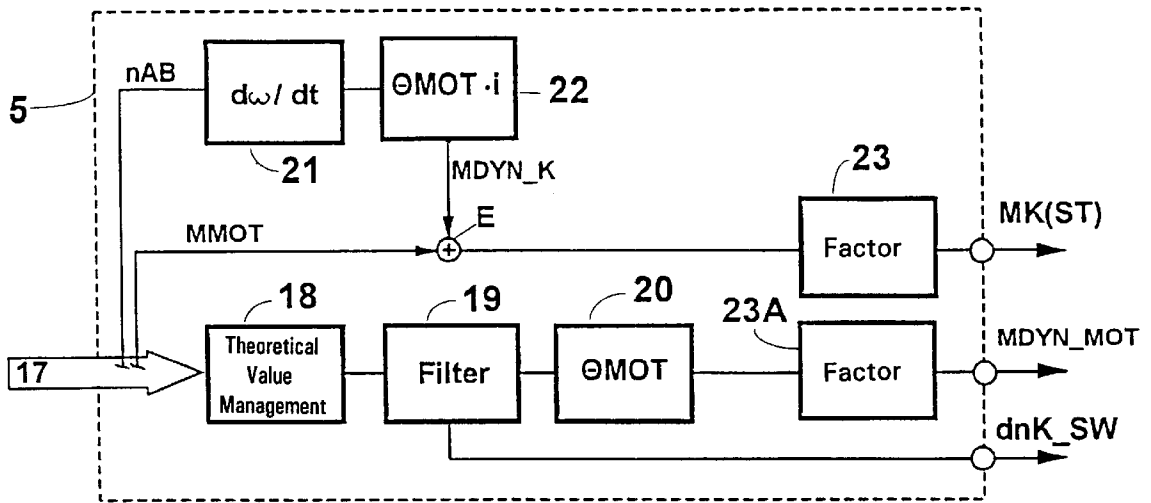 nAB
dω/ dt
ΘMOT·i
22
5
21
MDYN_K
23
E
MK(ST)
MMOT
Factor
18
19
20
23A
MDYN_MOT
17
Theoretical
Value
Management
Filter
ΘMOT
Factor
dnK_SW